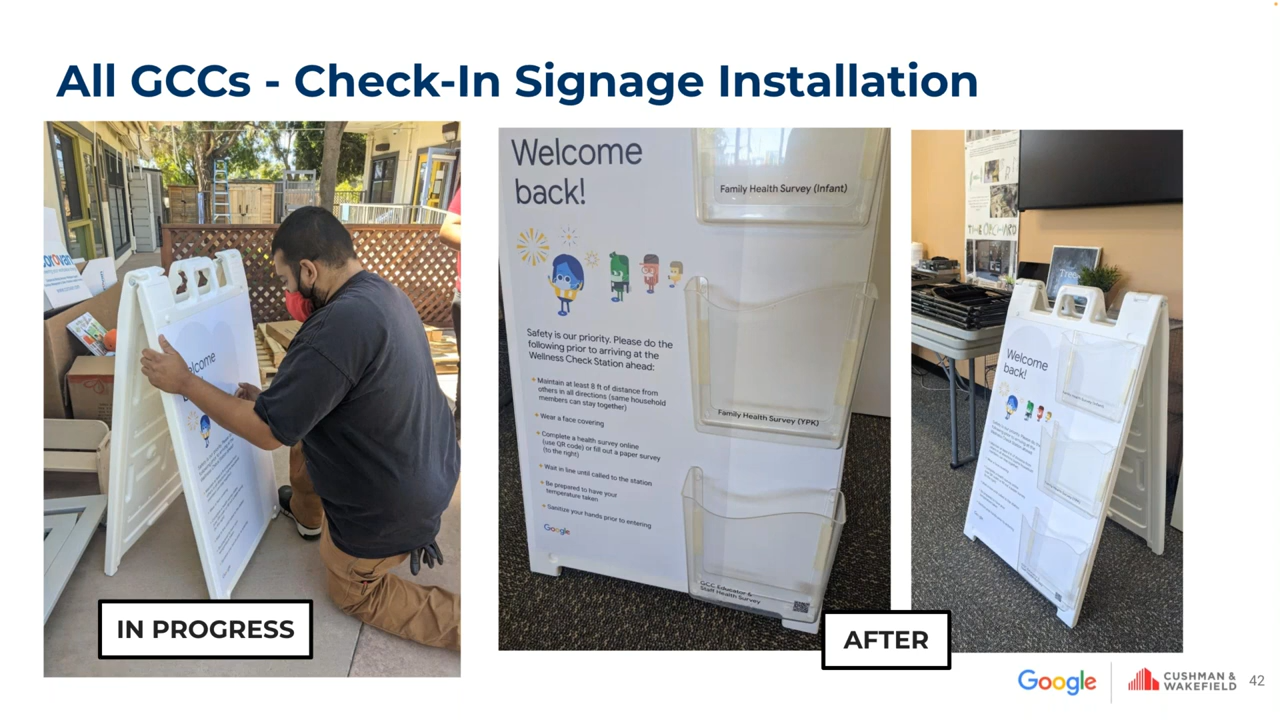 All GCCs - Check-In Signage Installation
Welcome
back!
IN PROGRESS
Welcome
back!
Family Health Survey (Infant)
Safety is our priority. Please do the
following prior to arriving at the
Wellness Check Station ahead:
Maintain at least 8 ft of distance from
others in all directions (same household
members can stay together)
Wear a face covering
Complete a health survey online
(use QR code) or fill out a paper survey
(to the right)
Wait in line until called to the station
Be prepared to have your
temperature taken
Sanitize your hands prior to entering
Google
Family Health Survey (YPK)
GCC Educator &
Staff Health Survey
AFTER
Welcome
back!
Google
CUSHMAN &
WAKEFIELD
42